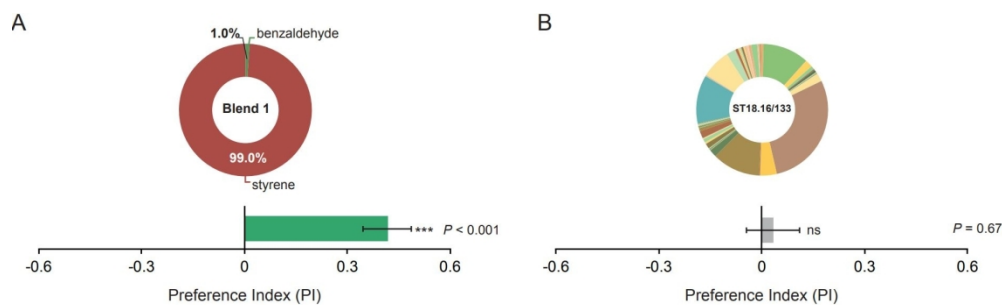 A
1.0%
benzaldehyde
Blend 1
99.0%
styrene
*** P < 0.001
-0.6 -0.3 0 0.3 0.6
Preference Index (PI)
B
ST18.16/133
ns P = 0.67
-0.6 -0.3 0 0.3 0.6
Preference Index (PI)